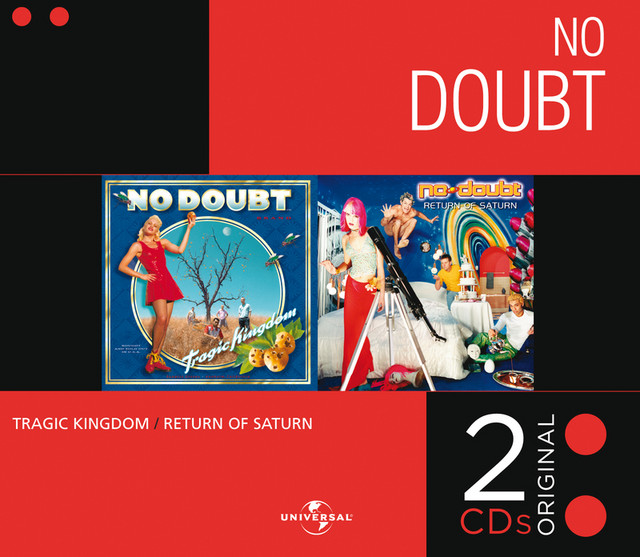 NO
DOUBT
NO DOUBT
Tragic Kingdom
no doubt
RETURN OF SATURN
TRAGIC KINGDOM / RETURN OF SATURN
2
CDs
ORIGINAL
UNIVERSAL